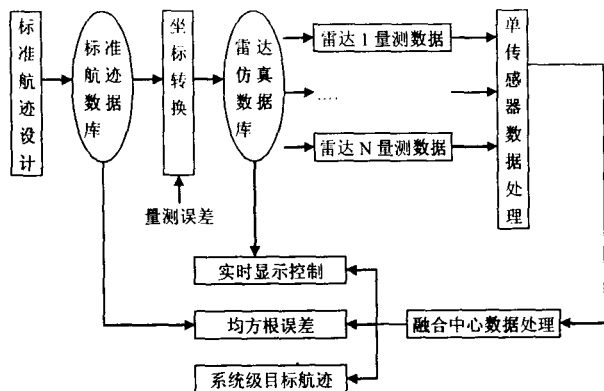 标准航迹设计
标准航迹数据库
坐标转换
雷达仿真数据库
雷达 1 量测数据
....
雷达 N 量测数据
单传感器数据处理
量测误差
实时显示控制
均方根误差
融合中心数据处理
系统级目标航迹